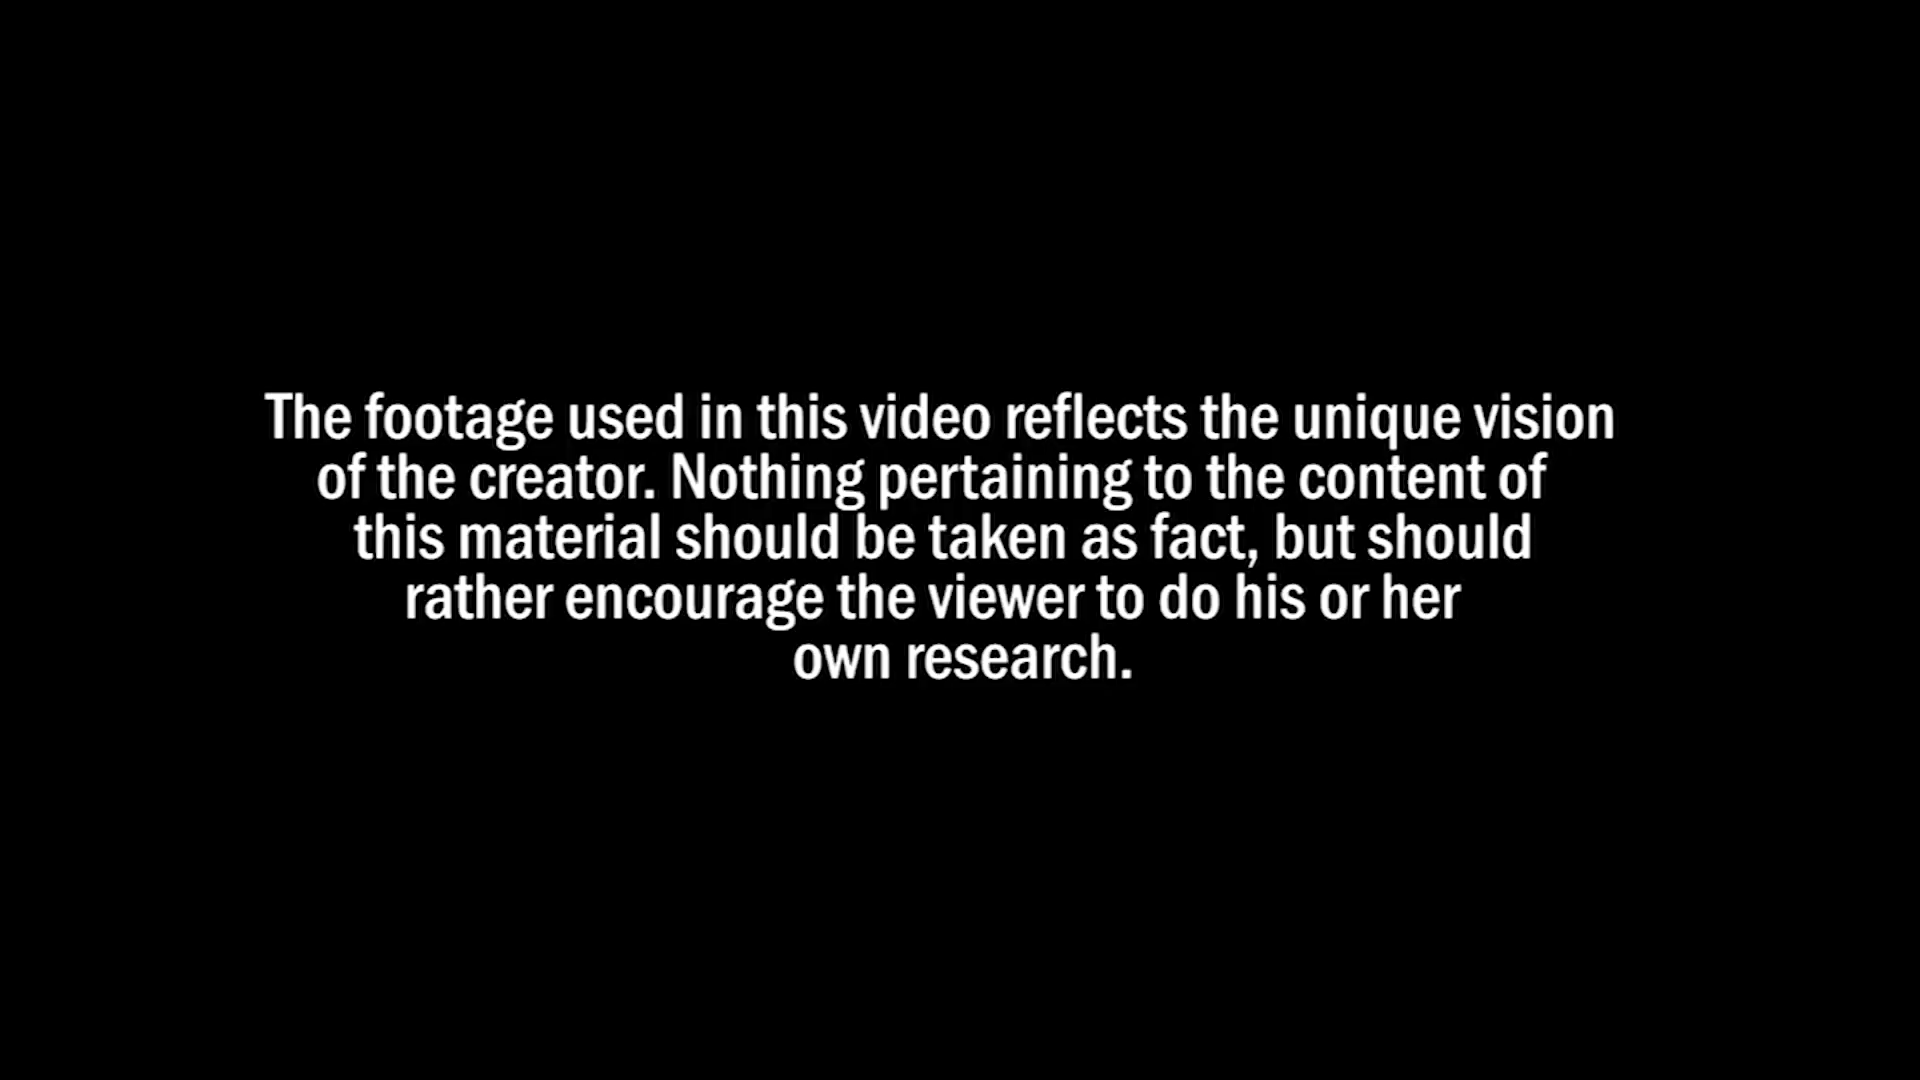 The footage used in this video reflects the unique vision
of the creator. Nothing pertaining to the content of
this material should be taken as fact, but should
rather encourage the viewer to do his or her
own research.